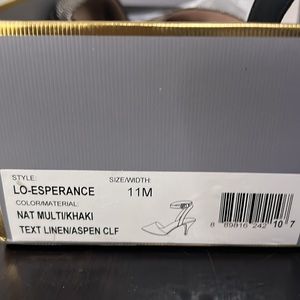 STYLE: SIZE/WIDTH:
LO-ESPERANCE 11M
COLOR/MATERIAL:
NAT MULTI/KHAKI
TEXT LINEN/ASPEN CLF
8 89816 242 10 7